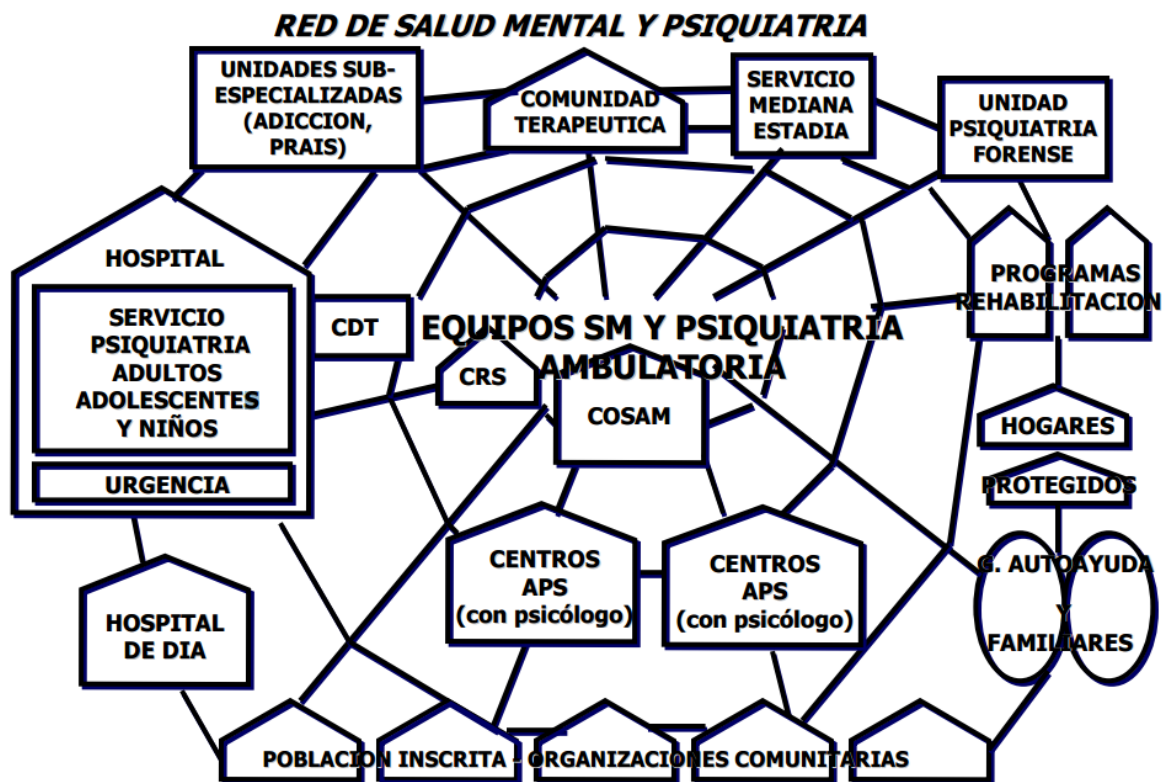 RED DE SALUD MENTAL Y PSIQUIATRIA
UNIDADES SUB-
ESPECIALIZADAS
(ADICCION,
PRAIS)
COMUNIDAD
TERAPEUTICA
SERVICIO
MEDIANA
ESTADIA
UNIDAD
PSIQUIATRIA
FORENSE
HOSPITAL
SERVICIO
PSIQUIATRIA
ADULTOS
ADOLESCENTES
Y NIÑOS
URGENCIA
CDT
EQUIPOS SM Y PSIQUIATRIA
AMBULATORIA
CRS
COSAM
PROGRAMAS
REHABILITACION
HOGARES
PROTEGIDOS
G. AUTOAYUDA
Y
FAMILIARES
CENTROS
APS
(con psicólogo)
CENTROS
APS
(con psicólogo)
HOSPITAL
DE DIA
POBLACION INSCRITA - ORGANIZACIONES COMUNITARIAS